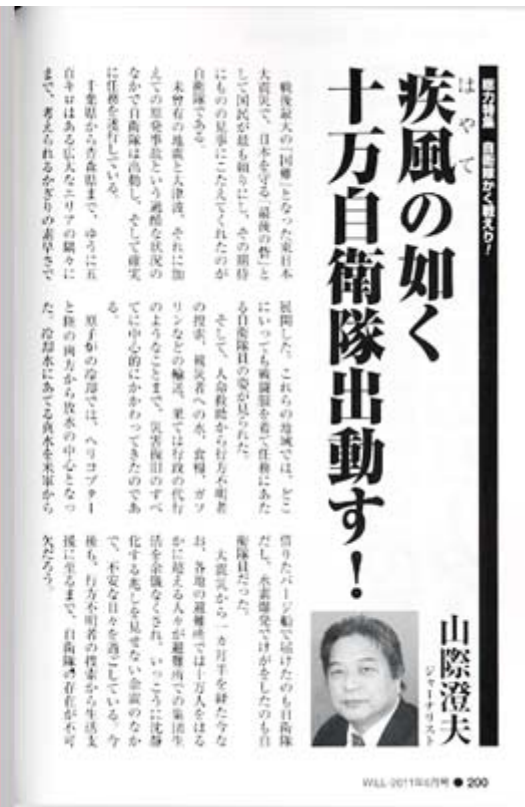 総力特集 自衛隊かく戦えり！
はやて
疾風の如く
十万自衛隊出動す！
山際澄夫
ジャーナリスト
戦後最大の「国難」となった東日本
大震災で、日本を守る「最後の砦」と
して国民が最も頼りにし、その期待
にものの見事にこたえてくれたのが
自衛隊である。
未曾有の地震と大津波、それに加
えての原発事故という過酷な状況の
なかで自衛隊は出動し、そして確実
に任務を遂行している。
千葉県から青森県まで、ゆうに五
百キロはある広大なエリアの隅々に
まで、考えられるかぎりの素早さで
展開した。これらの地域では、どこ
にいっても戦闘服を着て任務にあた
る自衛隊員の姿が見られた。
そして、人命救助から行方不明者
の捜索、被災者への水、食糧、ガソ
リンなどの輸送、果ては行政の代行
のようなことまで、災害復旧のすべ
てに中心的にかかわってきたのであ
る。
原子炉の冷却では、ヘリコプター
と陸の両方から放水の中心となっ
た。冷却水にあてる真水を米軍から
借りたバージ船で届けたのも自衛隊
だし、水素爆発でけがをしたのも自
衛隊員だった。
大震災から一カ月半を経た今な
お、各地の避難所では十万人をはる
かに超える人々が避難所での集団生
活を余儀なくされ、いっこうに沈静
化する兆しを見せない余震のなか
で、不安な日々を過ごしている。今
後も、行方不明者の捜索から生活支
援に至るまで、自衛隊の存在が不可
欠だろう。
WiLL-2011年6月号 ● 200